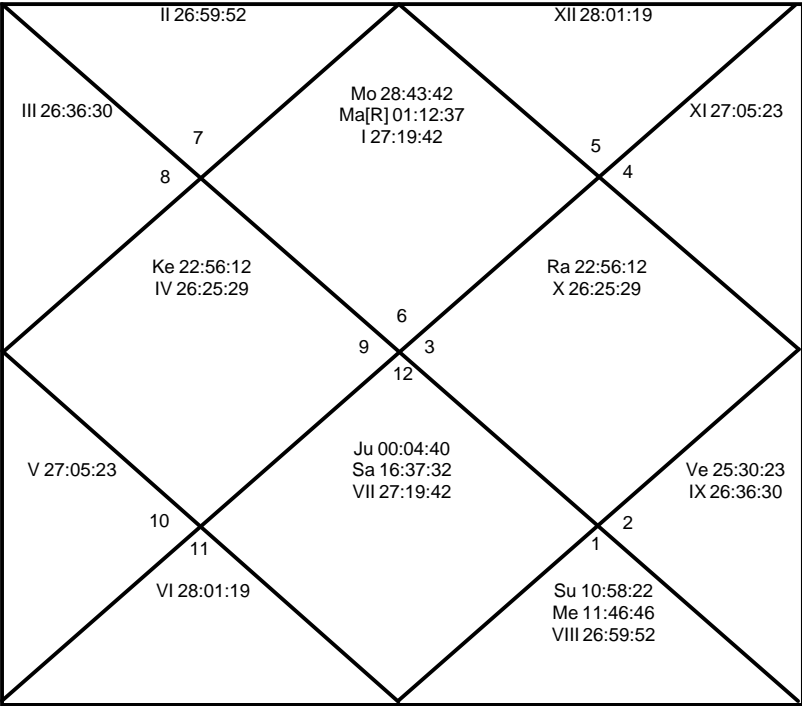 II 26:59:52
XII 28:01:19
Mo 28:43:42
Ma[R] 01:12:37
I 27:19:42
III 26:36:30
XI 27:05:23
7
5
8
4
Ke 22:56:12
IV 26:25:29
Ra 22:56:12
X 26:25:29
6
9
3
12
Ju 00:04:40
Sa 16:37:32
VII 27:19:42
V 27:05:23
Ve 25:30:23
IX 26:36:30
10
2
11
1
VI 28:01:19
Su 10:58:22
Me 11:46:46
VIII 26:59:52